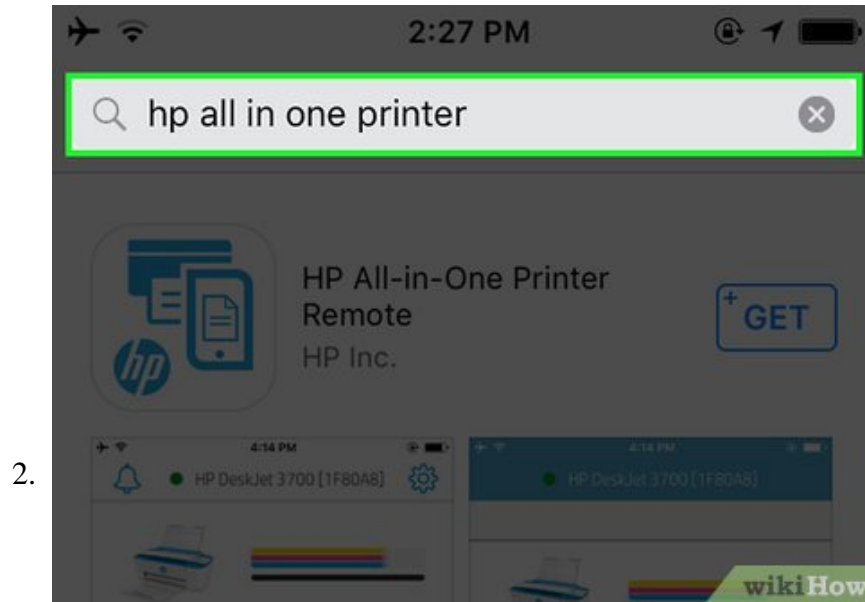 2:27 PM
hp all in one printer
HP All-in-One Printer
Remote
+ GET
HP Inc.
hp
4:14 PM
4:14 PM
2.
HP DeskJet 3700 [1F80A8]
HP DeskJet 3700 [1F80A8]
wikiHow